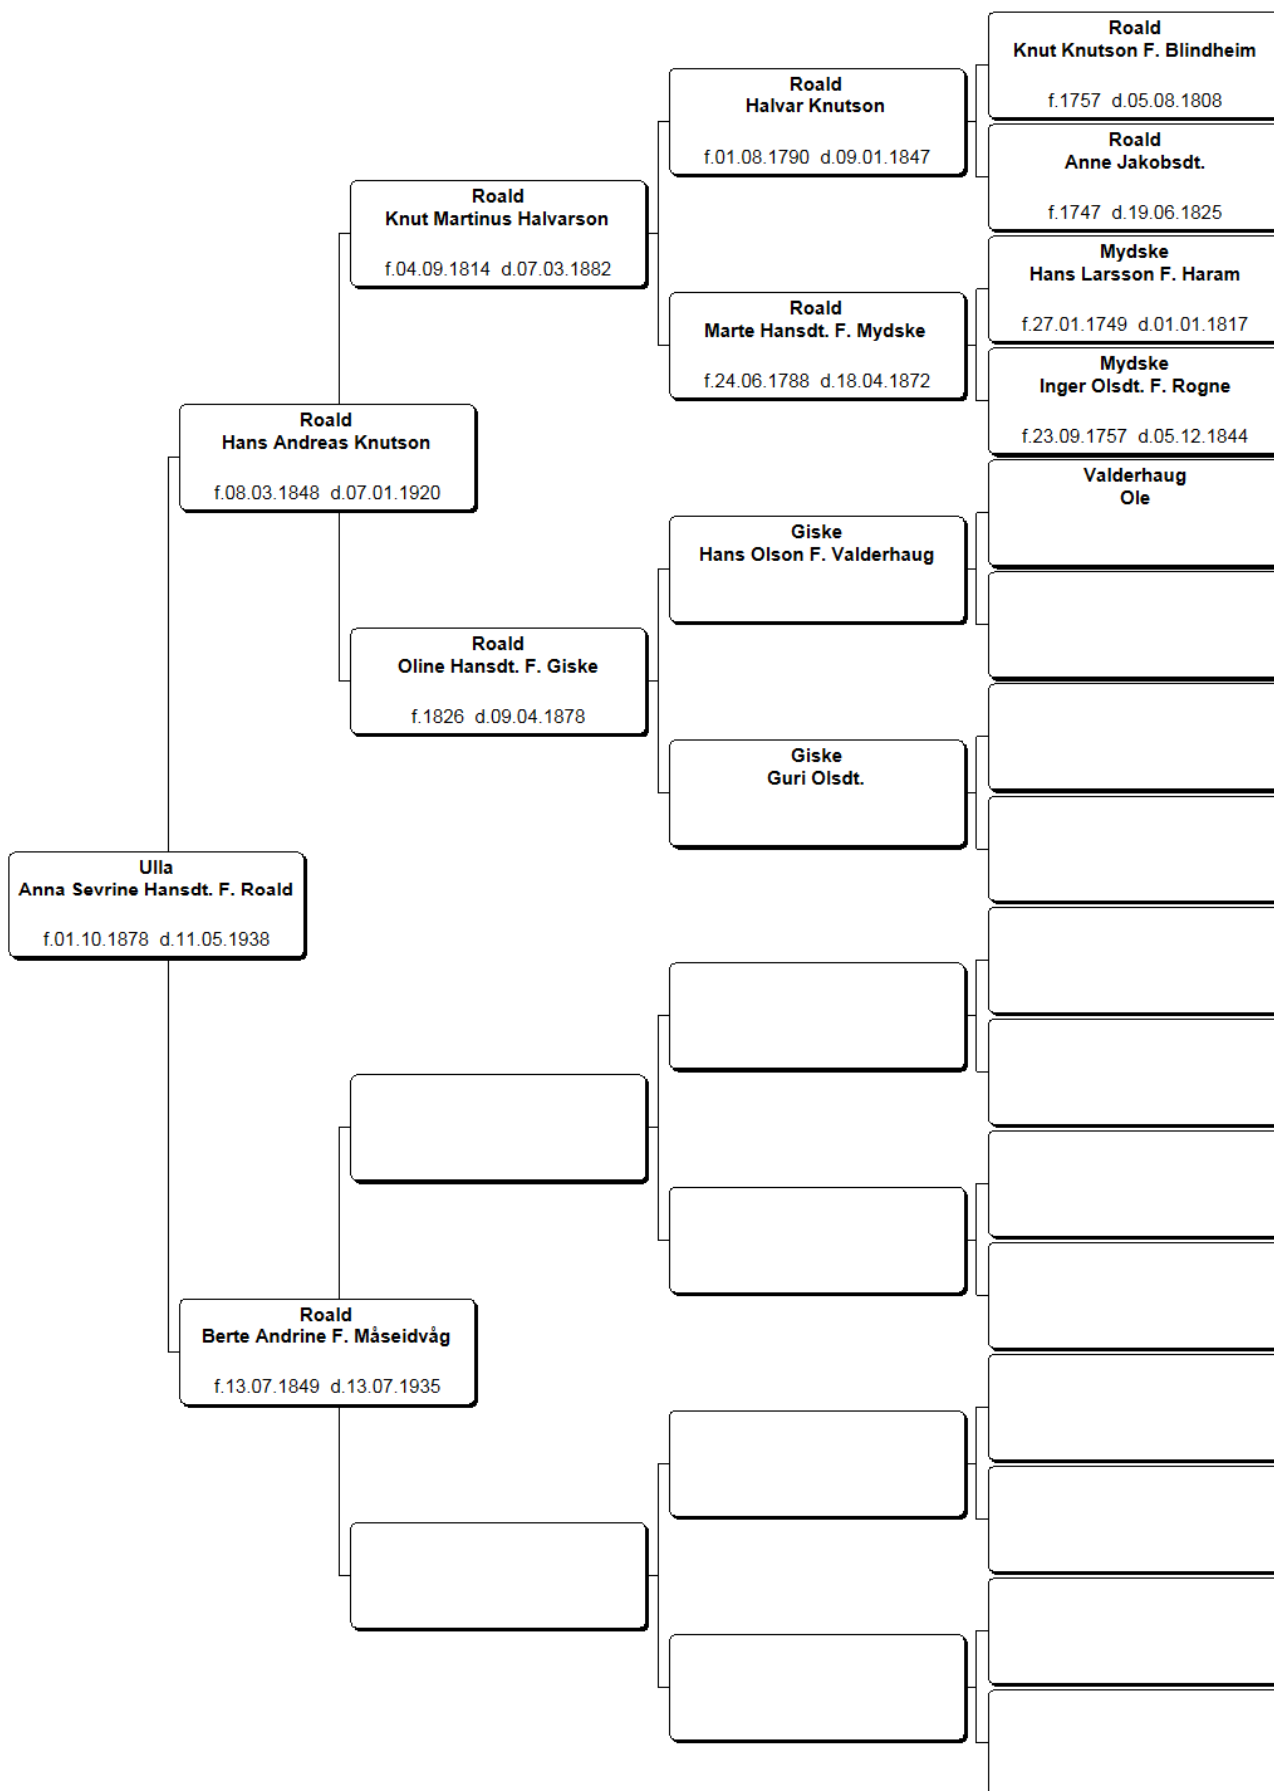 Roald
Knut Knutson F. Blindheim
f.1757 d.05.08.1808
Roald
Halvar Knutson
f.01.08.1790 d.09.01.1847
Roald
Anne Jakobsdt.
f.1747 d.19.06.1825
Roald
Knut Martinus Halvarson
f.04.09.1814 d.07.03.1882
Mydske
Hans Larsson F. Haram
f.27.01.1749 d.01.01.1817
Roald
Marte Hansdt. F. Mydske
f.24.06.1788 d.18.04.1872
Mydske
Inger Olsdt. F. Rogne
f.23.09.1757 d.05.12.1844
Roald
Hans Andreas Knutson
f.08.03.1848 d.07.01.1920
Valderhaug
Ole
Giske
Hans Olson F. Valderhaug
Roald
Oline Hansdt. F. Giske
f.1826 d.09.04.1878
Giske
Guri Olsdt.
Ulla
Anna Sevrine Hansdt. F. Roald
f.01.10.1878 d.11.05.1938
Roald
Berte Andrine F. Måseidvåg
f.13.07.1849 d.13.07.1935